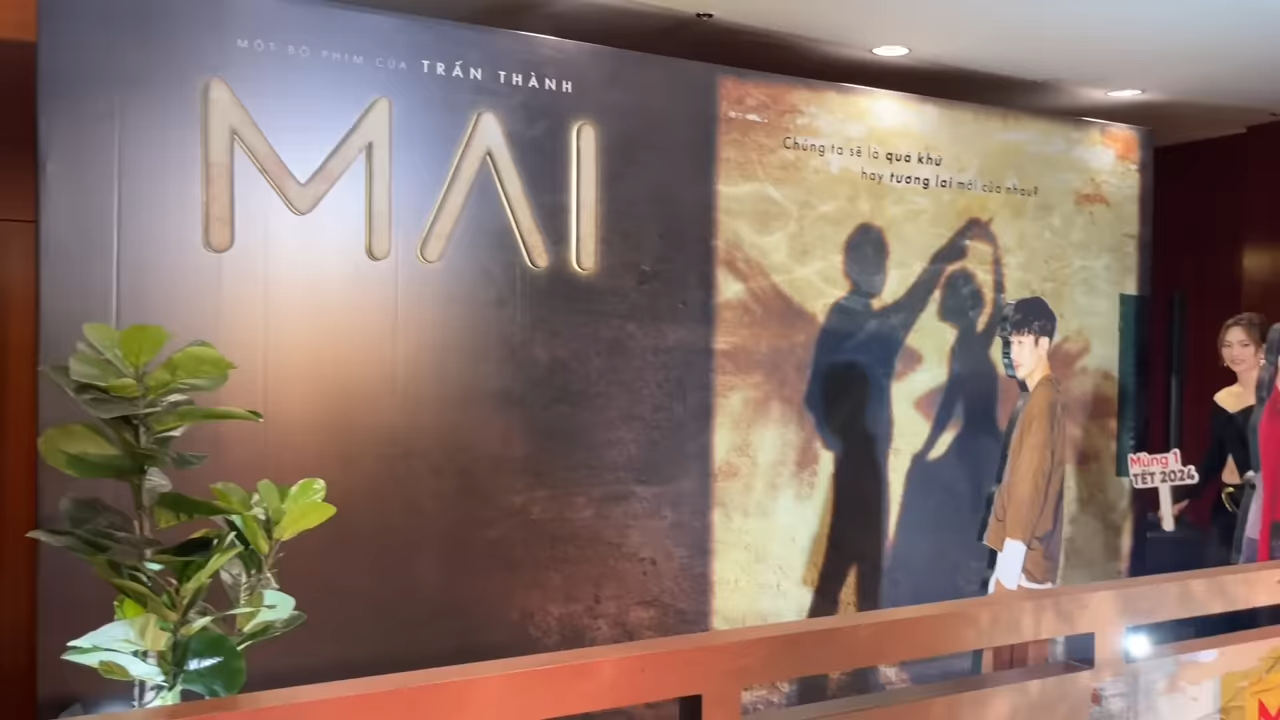 MỘT BỘ PHIM CỦA TRẤN THÀNH
MAI
Chúng ta sẽ là quá khứ
hay tương lai mới của nhau?
Mùng 1
TẾT 2024